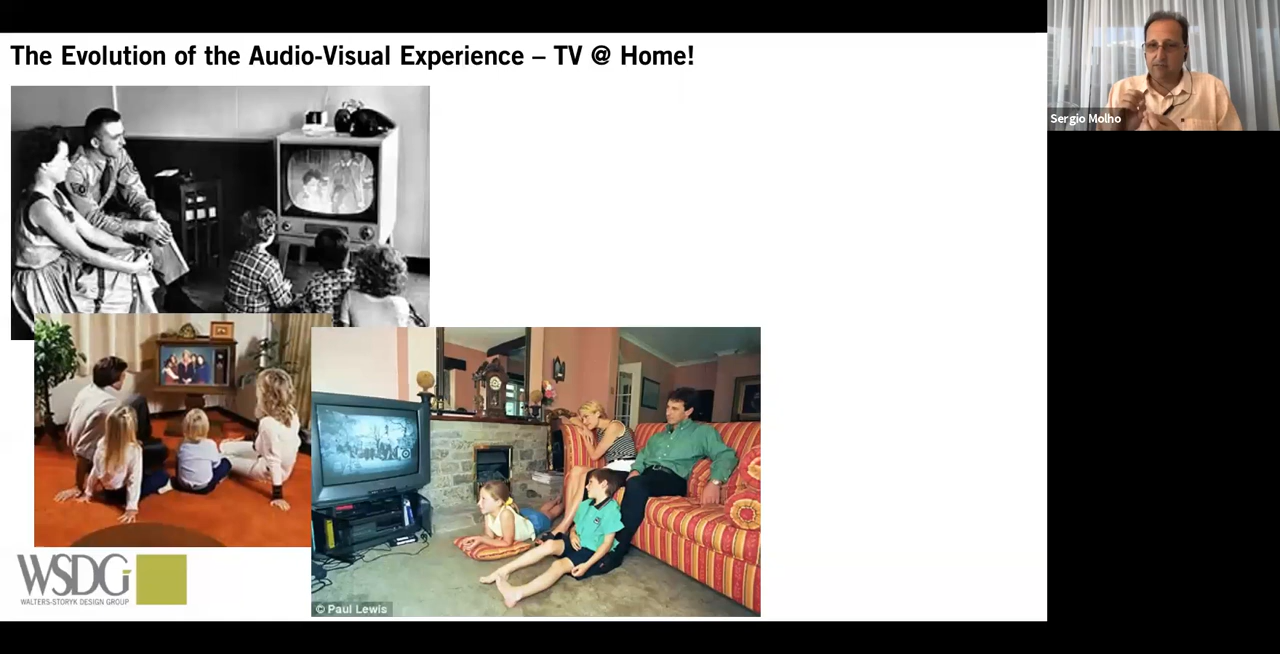 The Evolution of the Audio-Visual Experience – TV @ Home!
Sergio Molho
WSDG
WALTERS-STORYK DESIGN GROUP
© Paul Lewis